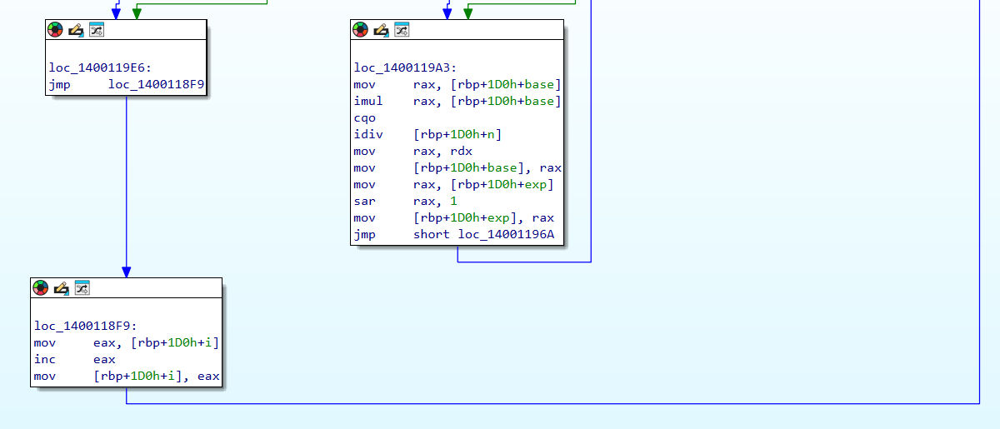 loc_1400119E6:
jmp loc_1400118F9
loc_1400119A3:
mov rax, [rbp+1D0h+base]
imul rax, [rbp+1D0h+base]
cqo
idiv [rbp+1D0h+n]
mov rax, rdx
mov [rbp+1D0h+base], rax
mov rax, [rbp+1D0h+exp]
sar rax, 1
mov [rbp+1D0h+exp], rax
jmp short loc_14001196A
loc_1400118F9:
mov eax, [rbp+1D0h+i]
inc eax
mov [rbp+1D0h+i], eax